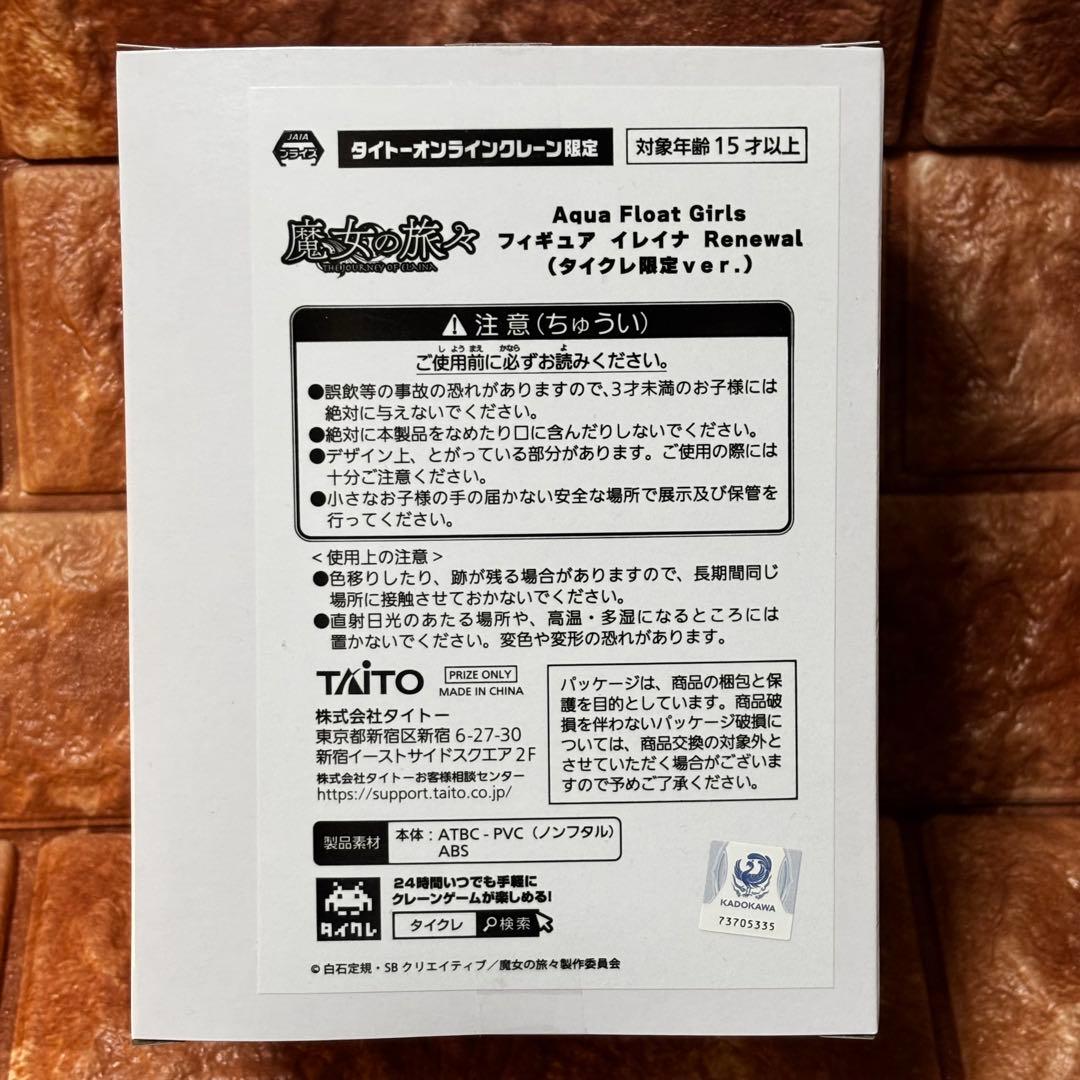 JAIA
プライズ
タイトーオンラインクレーン限定
対象年齢15才以上
魔女の旅々
THE JOURNEY OF ELAINA
Aqua Float Girls
フィギュア イレイナ Renewal
(タイクレ限定ver.)
⚠注意(ちゅうい)
し よう まえ かなら よ
ご使用前に必ずお読みください。
●誤飲等の事故の恐れがありますので、3才未満のお子様には
絶対に与えないでください。
●絶対に本製品をなめたり口に含んだりしないでください。
●デザイン上、とがっている部分があります。ご使用の際には
十分ご注意ください。
●小さなお子様の手の届かない安全な場所で展示及び保管を
行ってください。
<使用上の注意>
●色移りしたり、跡が残る場合がありますので、長期間同じ
場所に接触させておかないでください。
●直射日光のあたる場所や、高温・多湿になるところには
置かないでください。変色や変形の恐れがあります。
TAITO
PRIZE ONLY
MADE IN CHINA
株式会社タイトー
東京都新宿区新宿 6-27-30
新宿イーストサイドスクエア 2F
株式会社タイトーお客様相談センター
https://support.taito.co.jp/
パッケージは、商品の梱包と保
護を目的としています。商品破
損を伴わないパッケージ破損に
ついては、商品交換の対象外と
させていただく場合がございま
すので予めご了承ください。
製品素材
本体:ATBC-PVC(ノンフタル)
ABS
タイクレ
24時間いつでも手軽に
クレーンゲームが楽しめる!
タイクレ 検索
KADOKAWA
73705335
©白石定規・SBクリエイティブ/魔女の旅々製作委員会